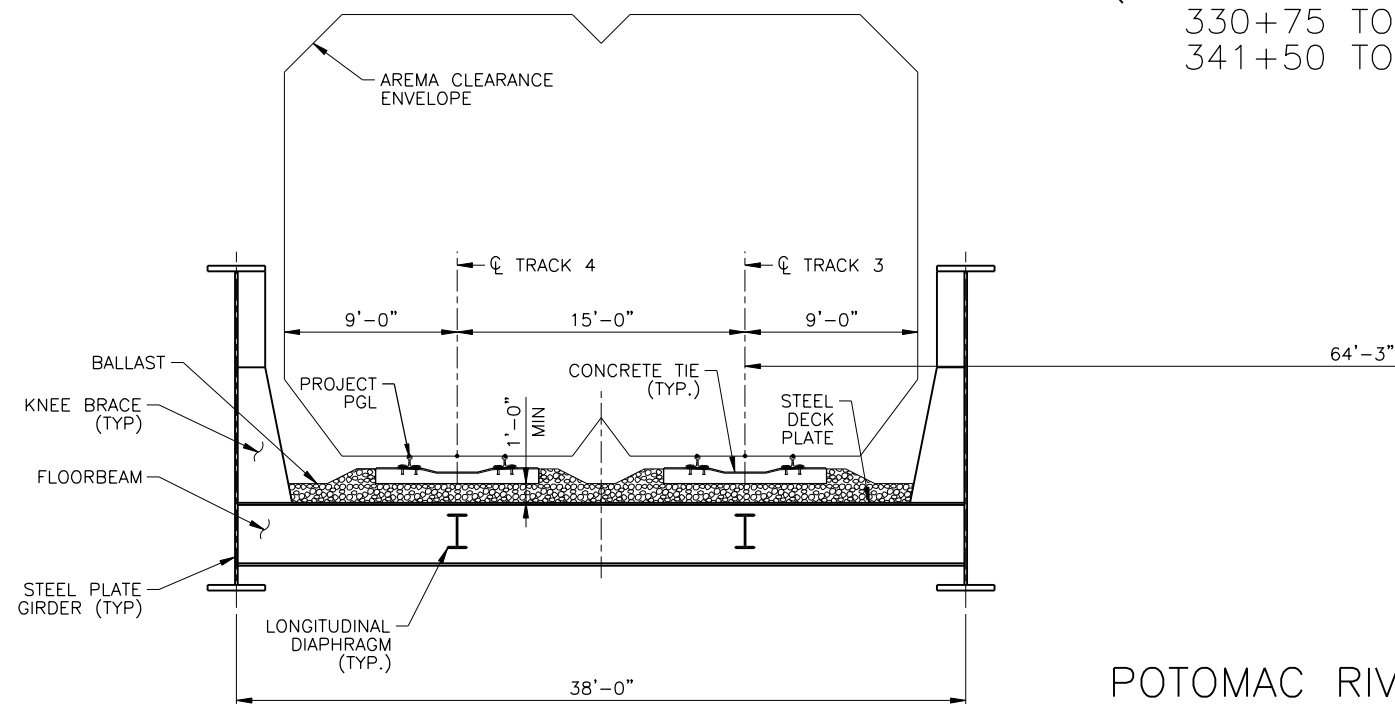 330+75 TO
341+50 TO
AREMA CLEARANCE
ENVELOPE
℄ TRACK 4
℄ TRACK 3
9'-0"
15'-0"
9'-0"
64'-3"
BALLAST
PROJECT
PGL
CONCRETE TIE
(TYP.)
1'-0"
MIN
STEEL
DECK
PLATE
KNEE BRACE
(TYP)
FLOORBEAM
STEEL PLATE
GIRDER (TYP)
LONGITUDINAL
DIAPHRAGM
(TYP.)
38'-0"
POTOMAC RIV